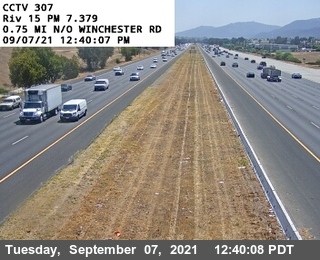 CCTV 307
Riv 15 PM 7.379
0.75 MI N/O WINCHESTER RD
09/07/21 12:40:07 PM
Tuesday, September 07, 2021 12:40:08 PDT